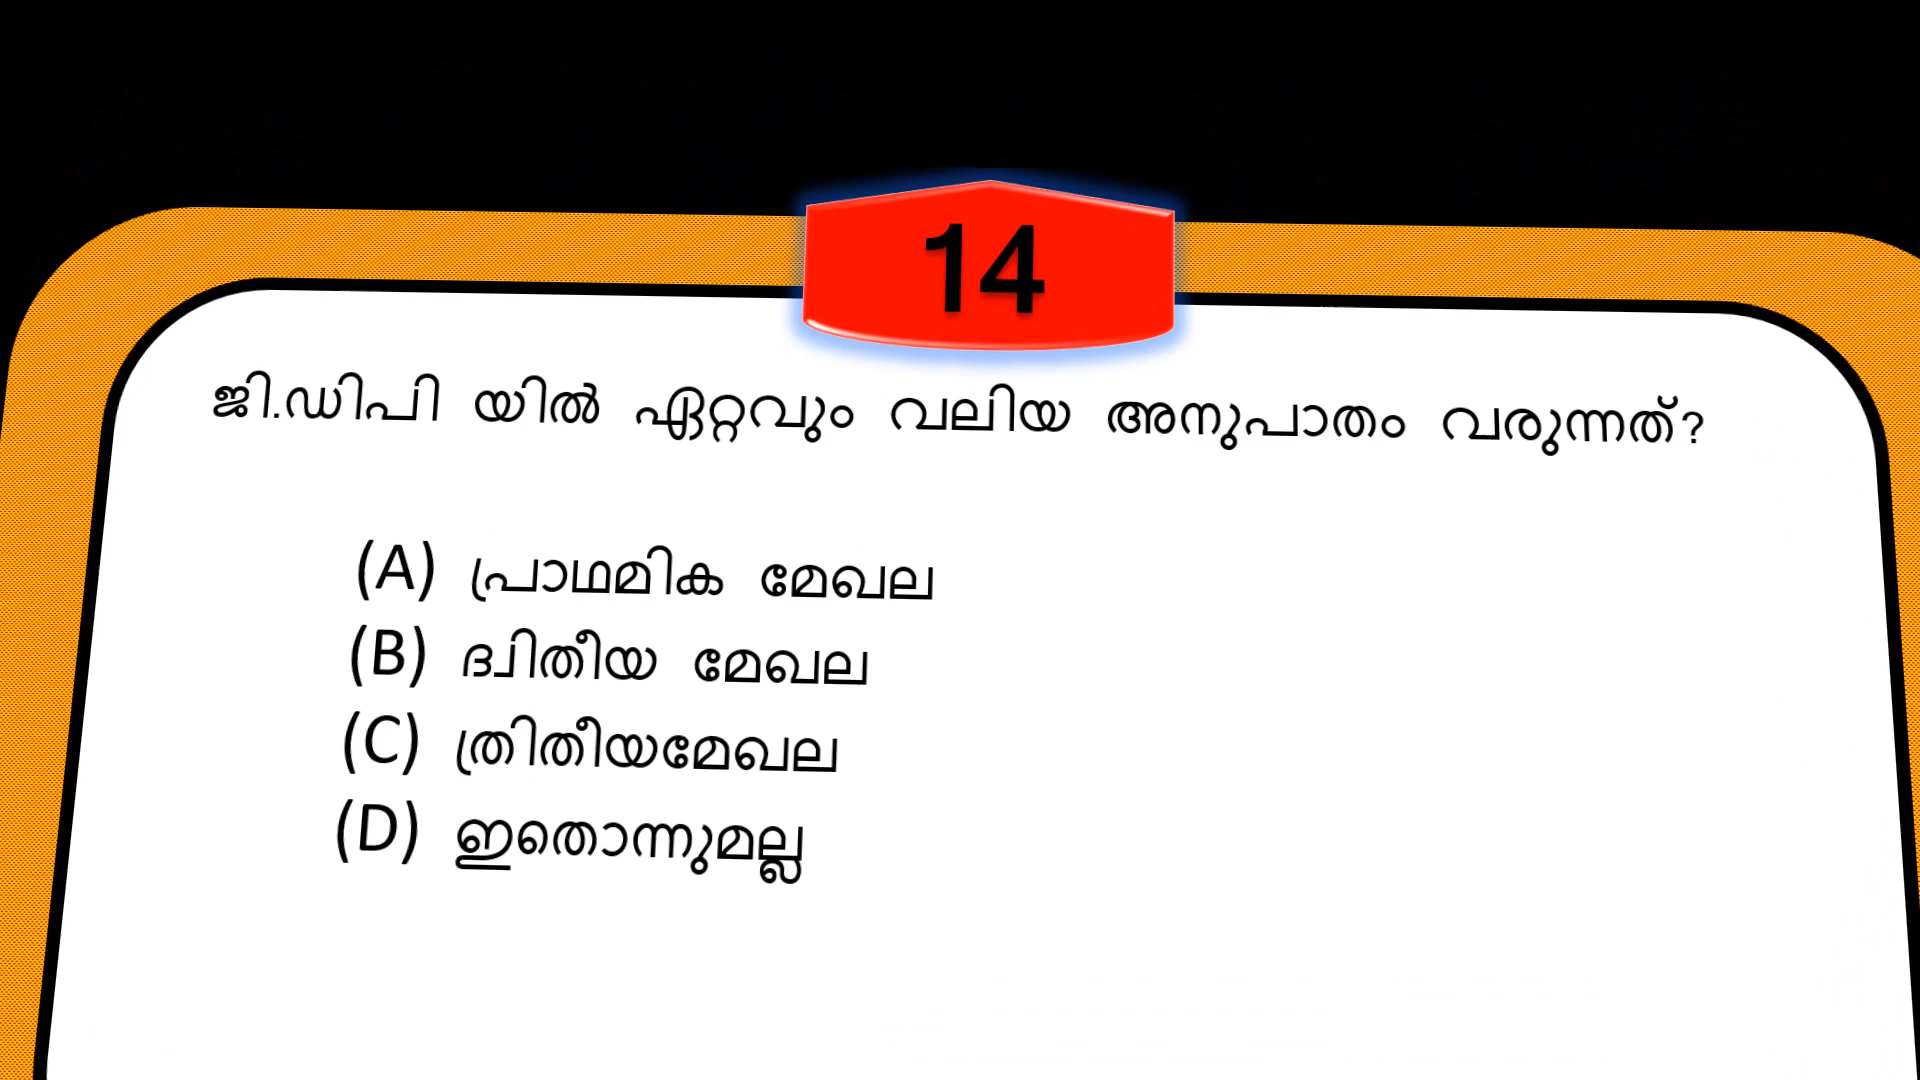 14
ജി.ഡിപി യിൽ ഏറ്റവും വലിയ അനുപാതം വരുന്നത്?
(A) പ്രാഥമിക മേഖല
(B) ദ്വിതീയ മേഖല
(C) ത്രിതീയമേഖല
(D) ഇതൊന്നുമല്ല